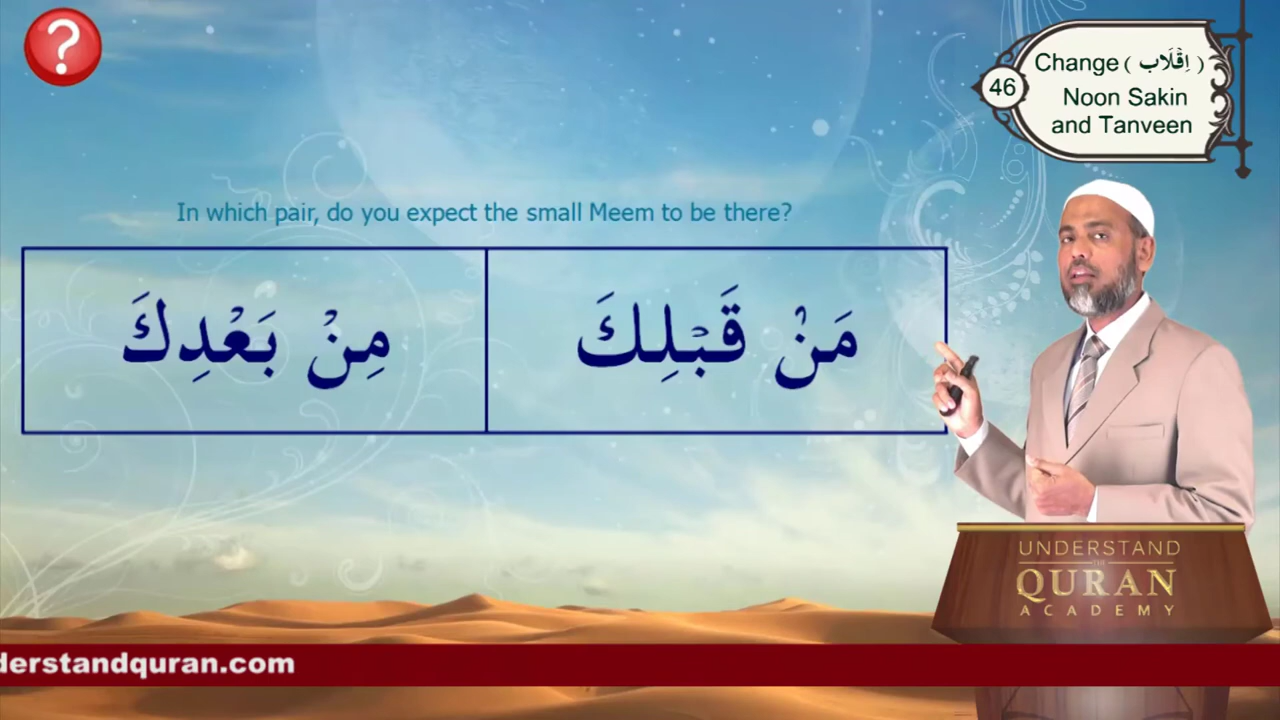 ?
46
Change ( اِقْلَاب )
Noon Sakin
and Tanveen
In which pair, do you expect the small Meem to be there?
مَنْ قَبْلِكَ
مِنْ بَعْدِكَ
UNDERSTAND
THE
QURAN
ACADEMY
derstandquran.com